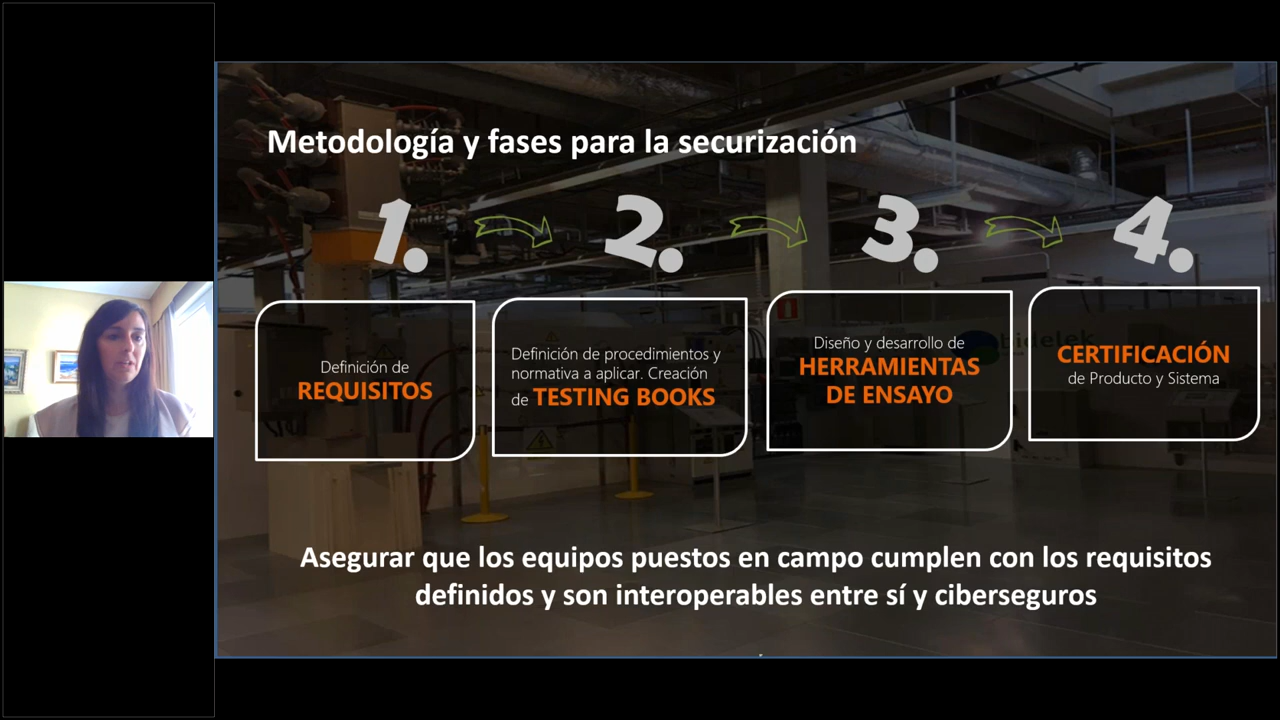 Metodología y fases para la securización
1.
2.
3.
4.
Definición de
REQUISITOS
Definición de procedimientos y
normativa a aplicar. Creación
de TESTING BOOKS
Diseño y desarrollo de
HERRAMIENTAS
DE ENSAYO
CERTIFICACIÓN
de Producto y Sistema
bidelek
Asegurar que los equipos puestos en campo cumplen con los requisitos
definidos y son interoperables entre sí y ciberseguros